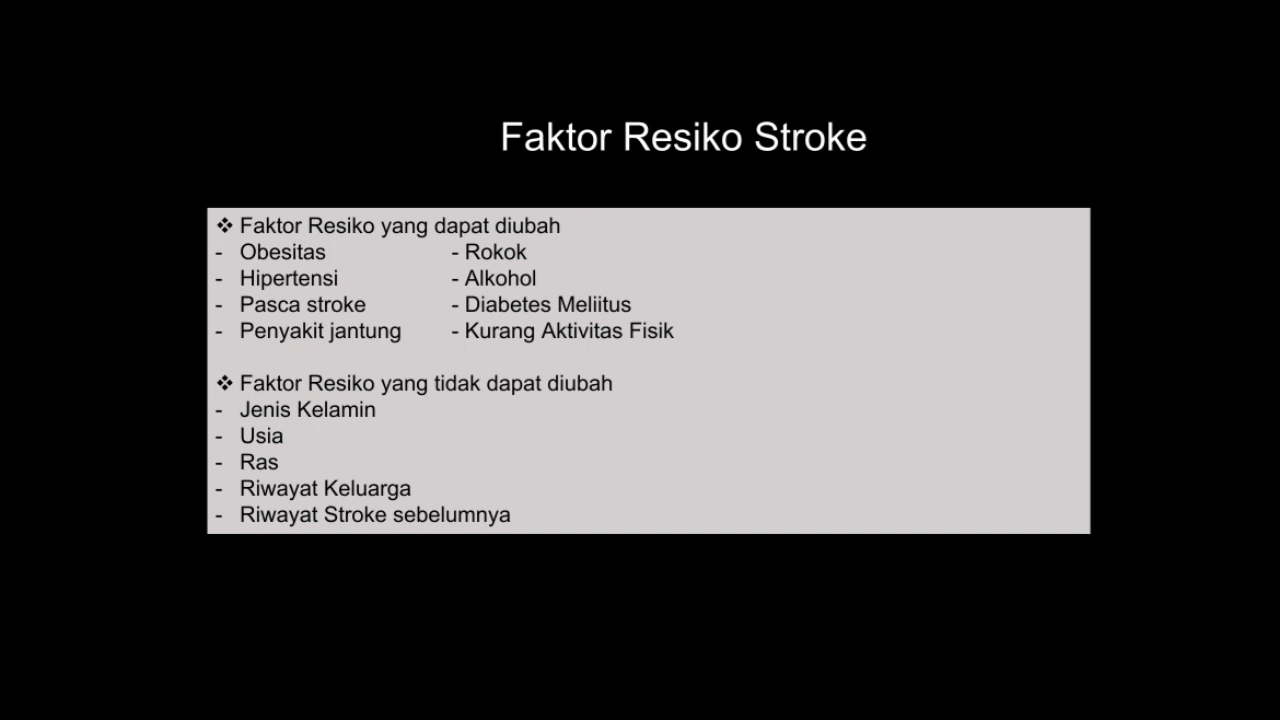 Faktor Resiko Stroke
❖ Faktor Resiko yang dapat diubah
- Obesitas - Rokok
- Hipertensi - Alkohol
- Pasca stroke - Diabetes Meliitus
- Penyakit jantung - Kurang Aktivitas Fisik
❖ Faktor Resiko yang tidak dapat diubah
- Jenis Kelamin
- Usia
- Ras
- Riwayat Keluarga
- Riwayat Stroke sebelumnya